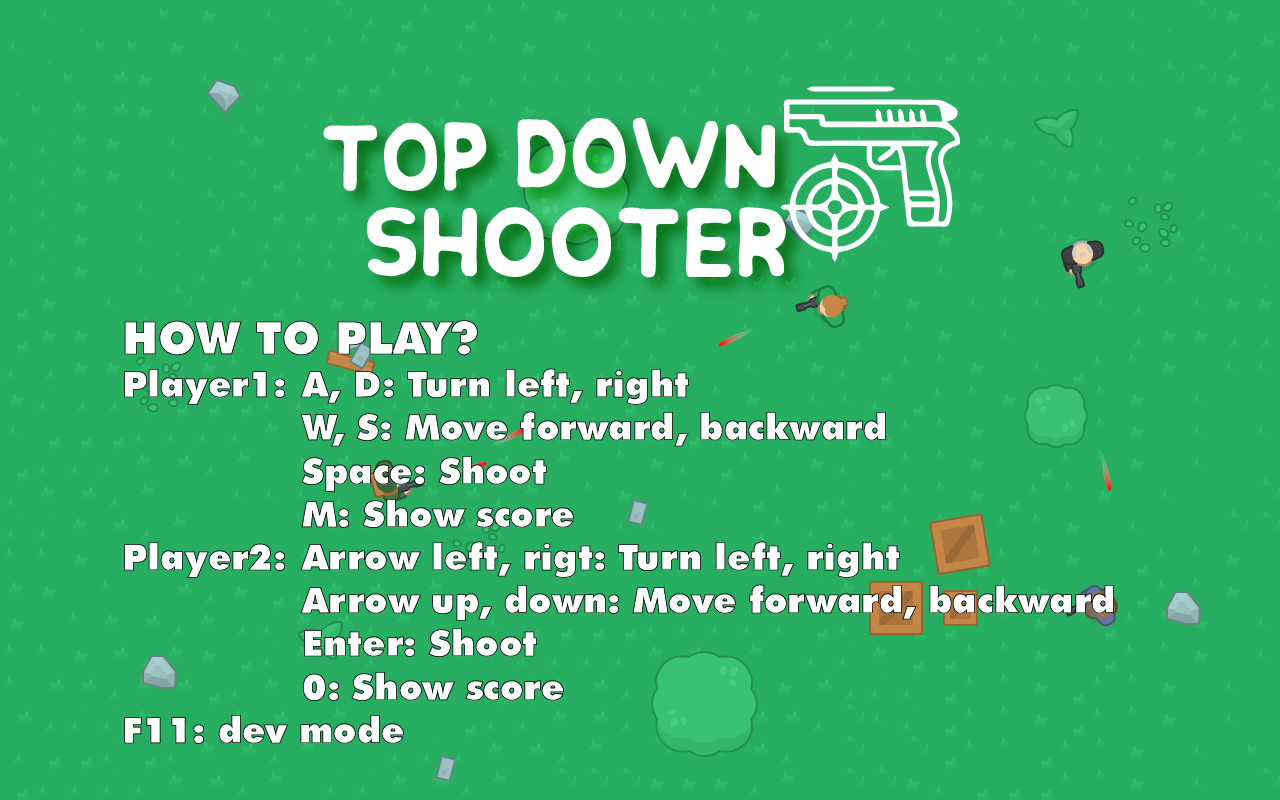 TOP DOWN
SHOOTER
HOW TO PLAY?
Player1: A, D: Turn left, right
W, S: Move forward, backward
Space: Shoot
M: Show score
Player2: Arrow left, rigt: Turn left, right
Arrow up, down: Move forward, backward
Enter: Shoot
0: Show score
F11: dev mode